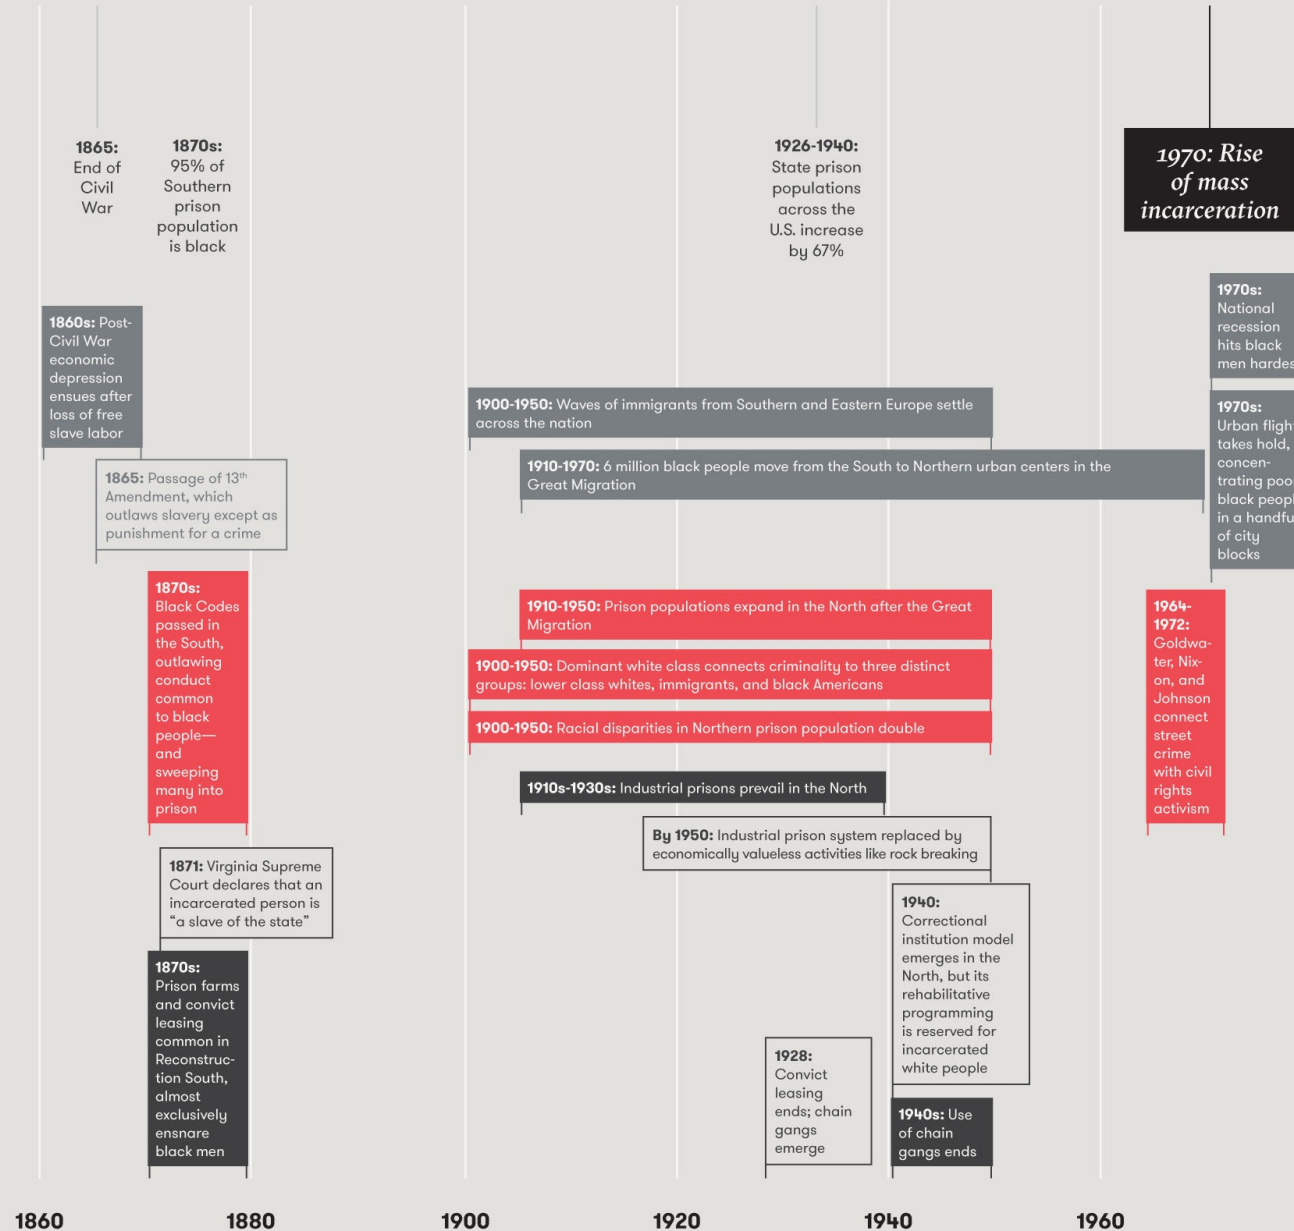 1865:
End of
Civil
War
1870s:
95% of
Southern
prison
population
is black
1926-1940:
State prison
populations
across the
U.S. increase
by 67%
1970: Rise
of mass
incarceration
1860s: Post-
Civil War
economic
depression
ensues after
loss of free
slave labor
1865: Passage of 13th
Amendment, which
outlaws slavery except as
punishment for a crime
1900-1950: Waves of immigrants from Southern and Eastern Europe settle
across the nation
1910-1970: 6 million black people move from the South to Northern urban centers in the
Great Migration
1970s:
National
recession
hits black
men hardes
1970s:
Urban fligh
takes hold,
concen-
trating poo
black peopl
in a handfu
of city
blocks
1870s:
Black Codes
passed in
the South,
outlawing
conduct
common
to black
people—
and
sweeping
many into
prison
1910-1950: Prison populations expand in the North after the Great
Migration
1900-1950: Dominant white class connects criminality to three distinct
groups: lower class whites, immigrants, and black Americans
1900-1950: Racial disparities in Northern prison population double
1964-
1972:
Goldwa-
ter, Nix-
on, and
Johnson
connect
street
crime
with civil
rights
activism
1910s-1930s: Industrial prisons prevail in the North
By 1950: Industrial prison system replaced by
economically valueless activities like rock breaking
1871: Virginia Supreme
Court declares that an
incarcerated person is
“a slave of the state”
1940:
Correctional
institution model
emerges in the
North, but its
rehabilitative
programming
is reserved for
incarcerated
white people
1870s:
Prison farms
and convict
leasing
common in
Reconstruc-
tion South,
almost
exclusively
ensnare
black men
1928:
Convict
leasing
ends; chain
gangs
emerge
1940s: Use
of chain
gangs ends
1860 1880 1900 1920 1940 1960